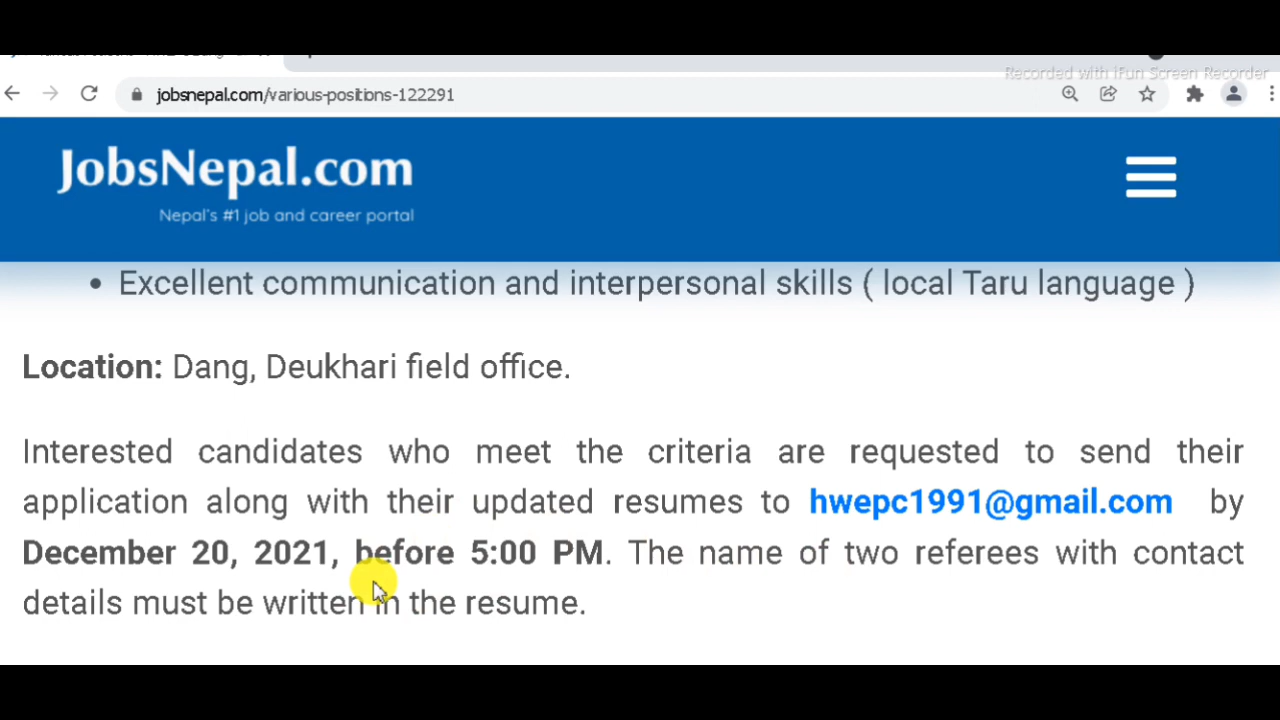 Recorded with iFun Screen Recorder
jobsnepal.com/various-positions-122291
JobsNepal.com
Nepal's #1 job and career portal
• Excellent communication and interpersonal skills ( local Taru language )
Location: Dang, Deukhari field office.
Interested candidates who meet the criteria are requested to send their
application along with their updated resumes to hwepc1991@gmail.com by
December 20, 2021, before 5:00 PM. The name of two referees with contact
details must be written in the resume.